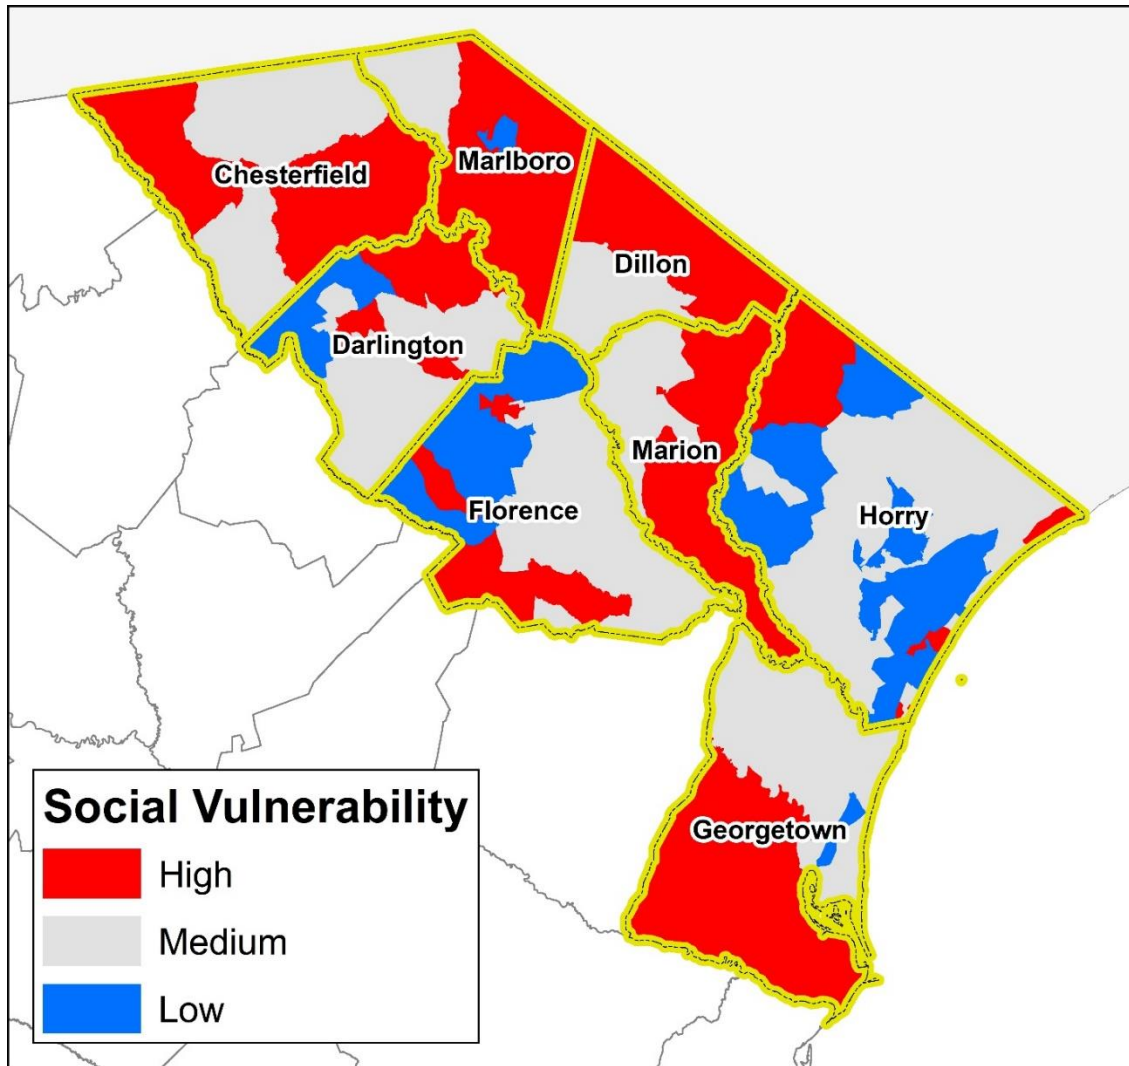 Marlboro
Chesterfield
Dillon
Darlington
Marion
Florence
Horry
Georgetown
Social Vulnerability
High
Medium
Low